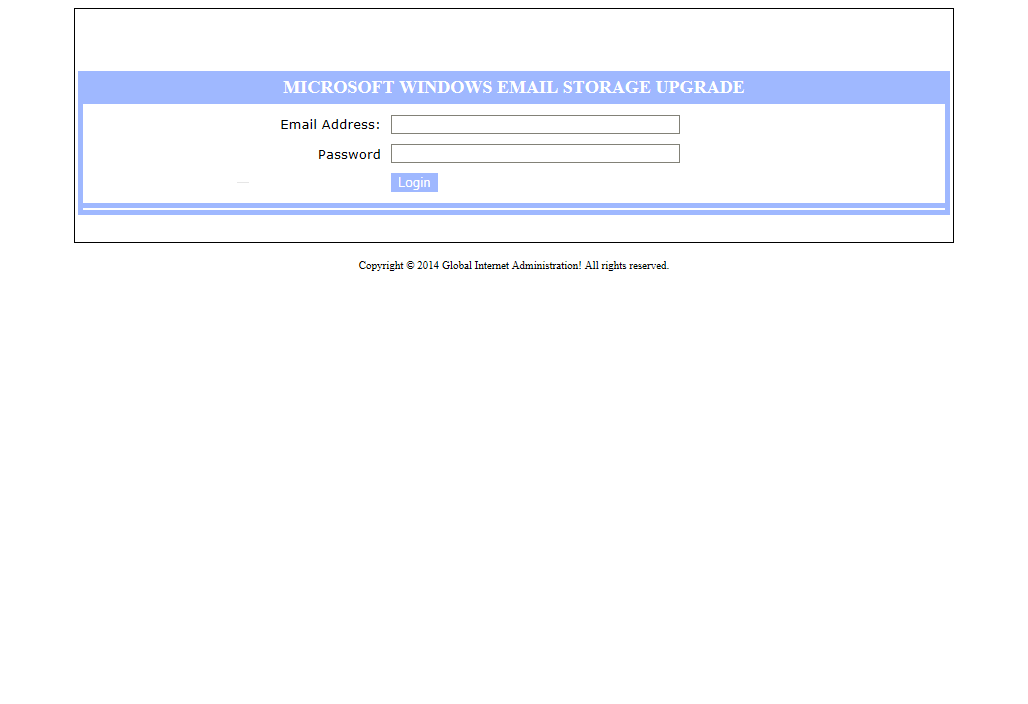 MICROSOFT WINDOWS EMAIL STORAGE UPGRADE
Email Address:
Password
Login
Copyright © 2014 Global Internet Administration! All rights reserved.